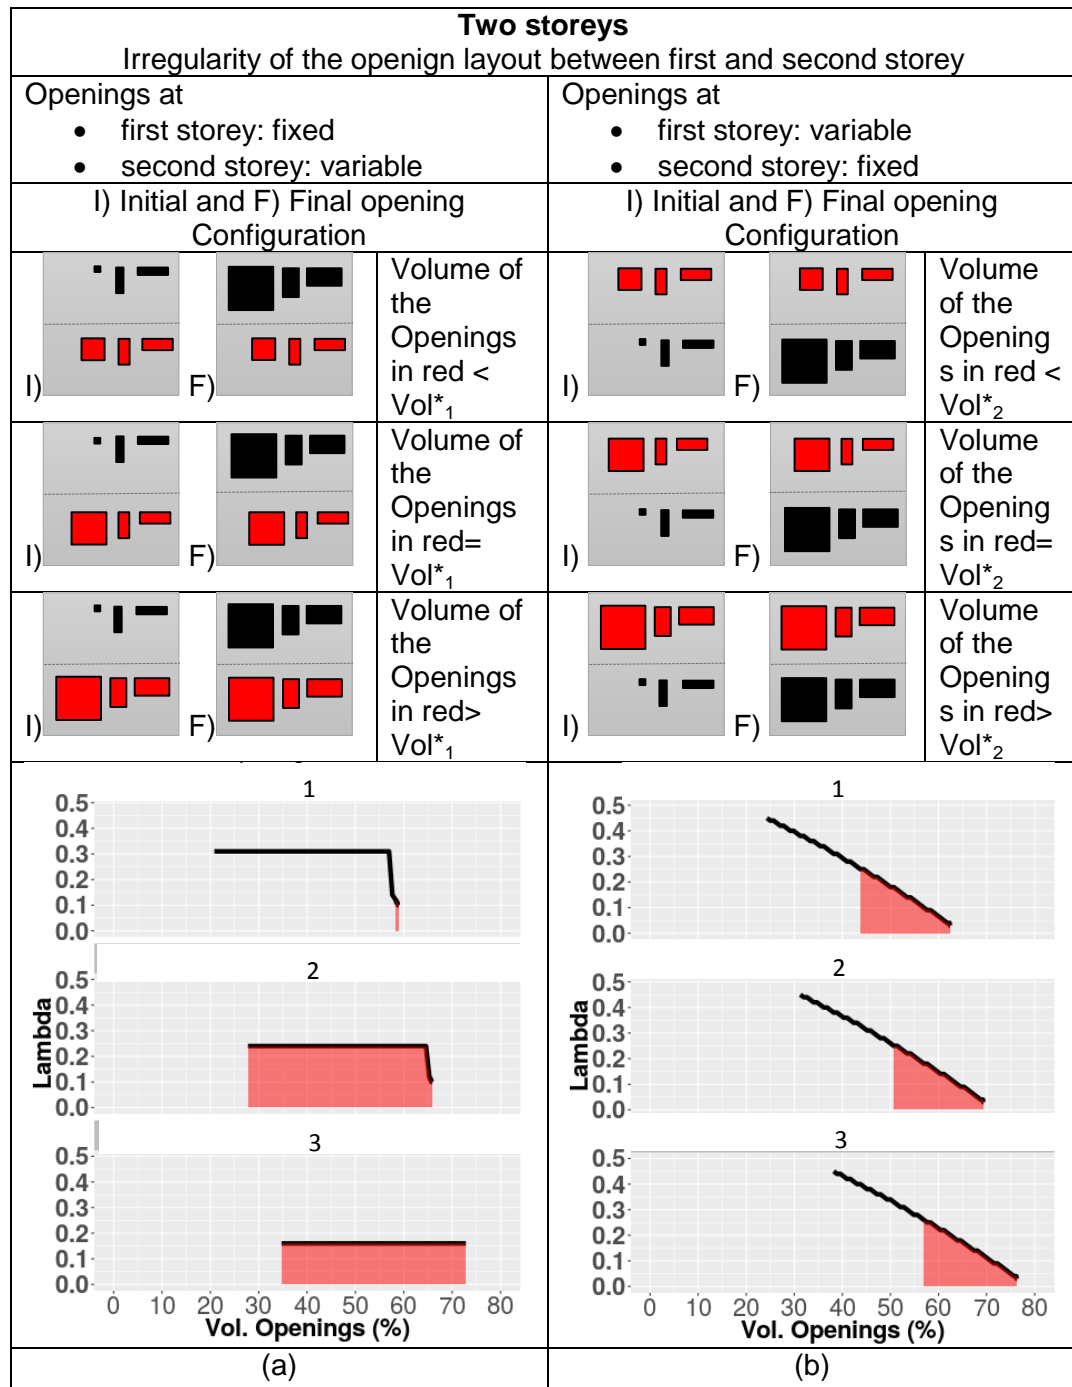 Two storeys
Irregularity of the openign layout between first and second storey
Openings at
• first storey: fixed
• second storey: variable
Openings at
• first storey: variable
• second storey: fixed
I) Initial and F) Final opening
Configuration
I) Initial and F) Final opening
Configuration
I)
F)
Volume of
the
Openings
in red <
Vol*1
I)
F)
Volume
of the
Opening
s in red <
Vol*2
I)
F)
Volume of
the
Openings
in red=
Vol*1
I)
F)
Volume
of the
Opening
s in red=
Vol*2
I)
F)
Volume of
the
Openings
in red>
Vol*1
I)
F)
Volume
of the
Opening
s in red>
Vol*2
1
0.5
0.4
0.3
0.2
0.1
0.0
2
0.5
0.4
0.3
0.2
0.1
0.0
Lambda
3
0.5
0.4
0.3
0.2
0.1
0.0
0 10 20 30 40 50 60 70 80
Vol. Openings (%)
1
0.5
0.4
0.3
0.2
0.1
0.0
2
0.5
0.4
0.3
0.2
0.1
0.0
Lambda
3
0.5
0.4
0.3
0.2
0.1
0.0
0 10 20 30 40 50 60 70 80
Vol. Openings (%)
(a)
(b)